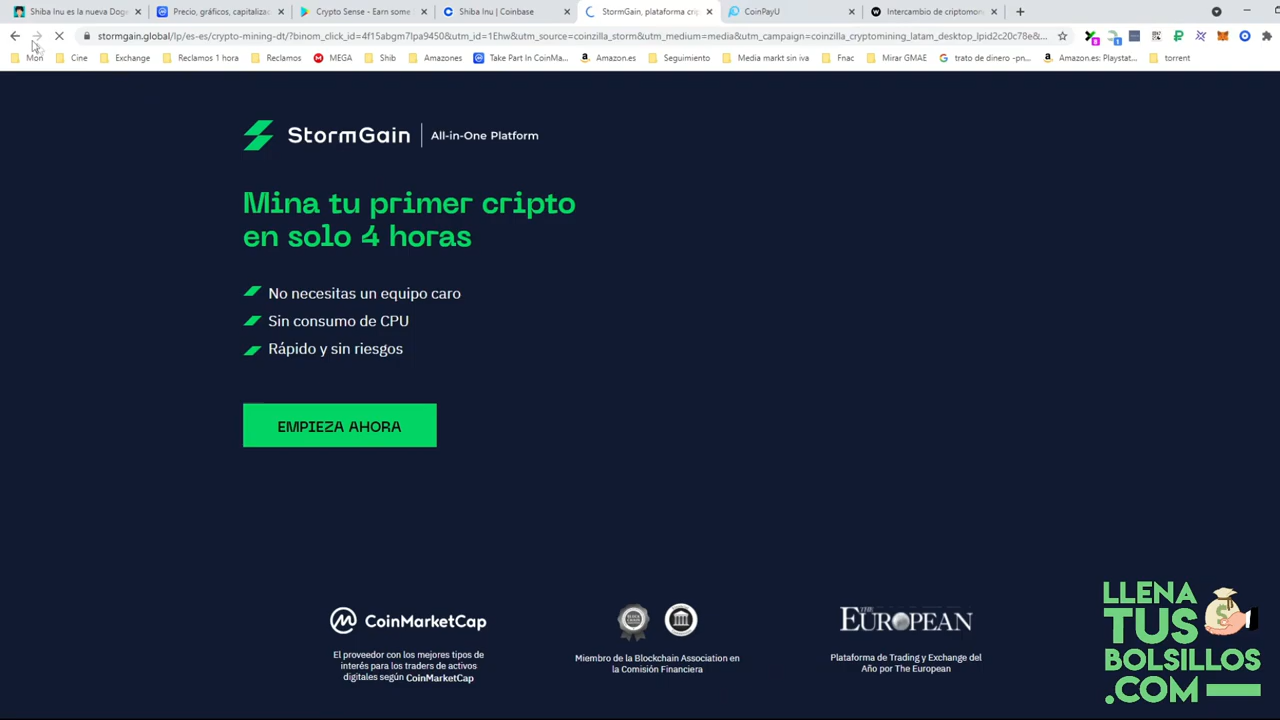 Shiba Inu es la nueva Dog
Precio, gráficos, capitaliza
Crypto Sense - Earn some
Shiba Inu | Coinbase
StormGain, plataforma crip
CoinPayU
Intercambio de criptomon
stormgain.global/lp/es-es/crypto-mining-dt/?binom_click_id=4f15abgm7lpa9450&utm_id=1Ehw&utm_source=coinzilla_storm&utm_medium=media&utm_campaign=coinzilla_cryptomining_latam_desktop_lpid2c20c78e&...
Mon
Cine
Exchange
Reclamos 1 hora
Reclamos
MEGA
Shib
Amazones
Take Part In CoinMa...
Amazon.es
Seguimiento
Media markt sin iva
Fnac
Mirar GMAE
trato de dinero -pn...
Amazon.es: Playstat...
torrent
StormGain
All-in-One Platform
Mina tu primer cripto
en solo 4 horas
No necesitas un equipo caro
Sin consumo de CPU
Rápido y sin riesgos
EMPIEZA AHORA
CoinMarketCap
El proveedor con los mejores tipos de
interés para los traders de activos
digitales según CoinMarketCap
Miembro de la Blockchain Association en
la Comisión Financiera
THE EUROPEAN
Plataforma de Trading y Exchange del
Año por The European
LLENA
TUS
BOLSILLOS
.COM